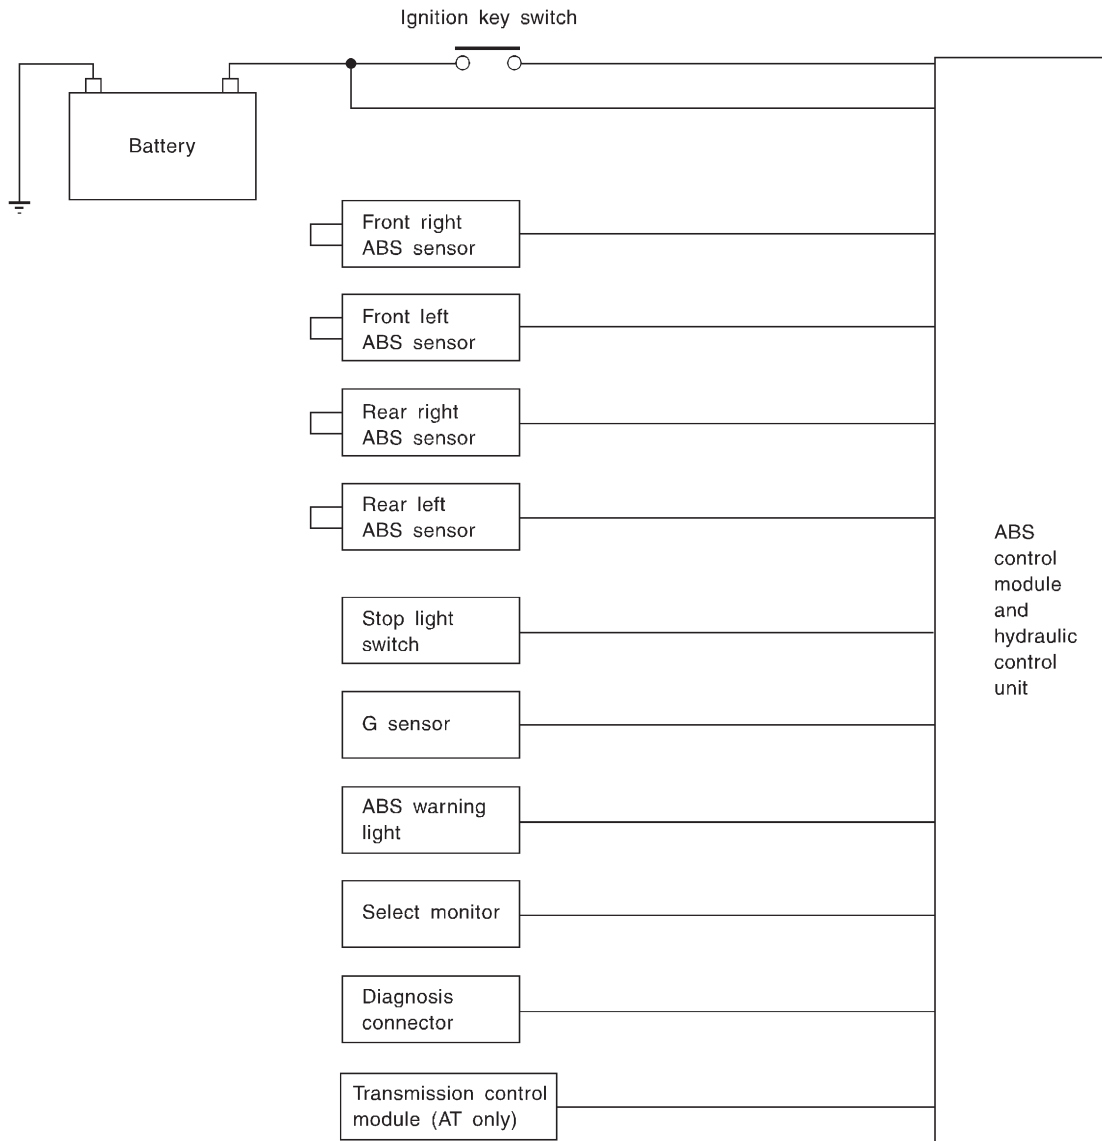 Ignition key switch
Battery
Front right
ABS sensor
Front left
ABS sensor
Rear right
ABS sensor
Rear left
ABS sensor
Stop light
switch
G sensor
ABS warning
light
Select monitor
Diagnosis
connector
Transmission control
module (AT only)
ABS
control
module
and
hydraulic
control
unit